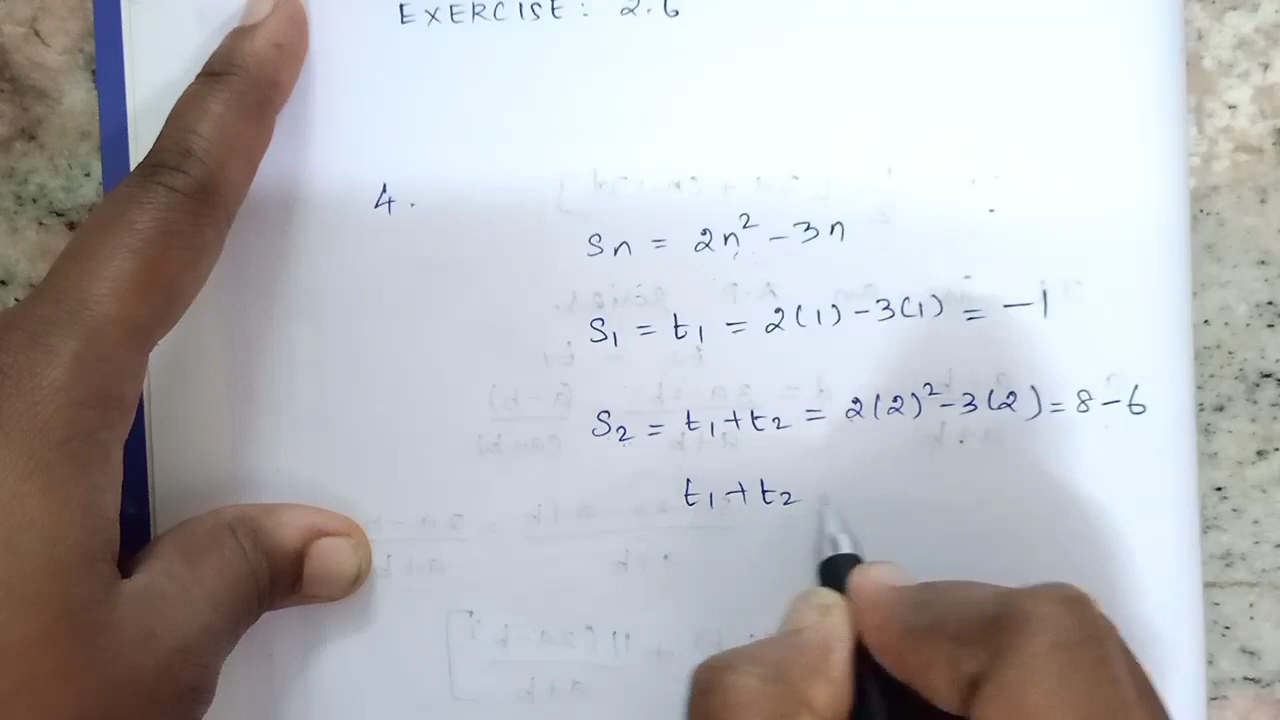 EXERCISE: 2.6
4.
Sn = 2n² - 3n
S₁ = t₁ = 2(1) - 3(1) = -1
S₂ = t₁ + t₂ = 2(2)² - 3(2) = 8 - 6
t₁ + t₂